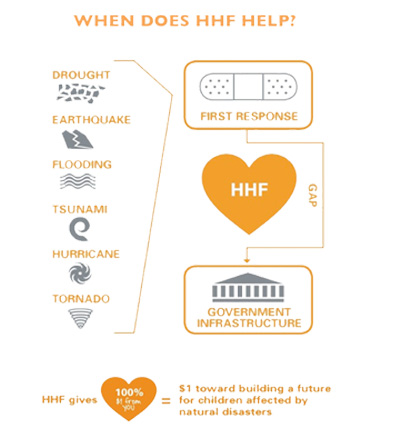 WHEN DOES HHF HELP?
DROUGHT
EARTHQUAKE
FLOODING
TSUNAMI
HURRICANE
TORNADO
FIRST RESPONSE
HHF
GAP
GOVERNMENT
INFRASTRUCTURE
HHF gives
100%
$1 from
you
=
$1 toward building a future
for children affected by
natural disasters